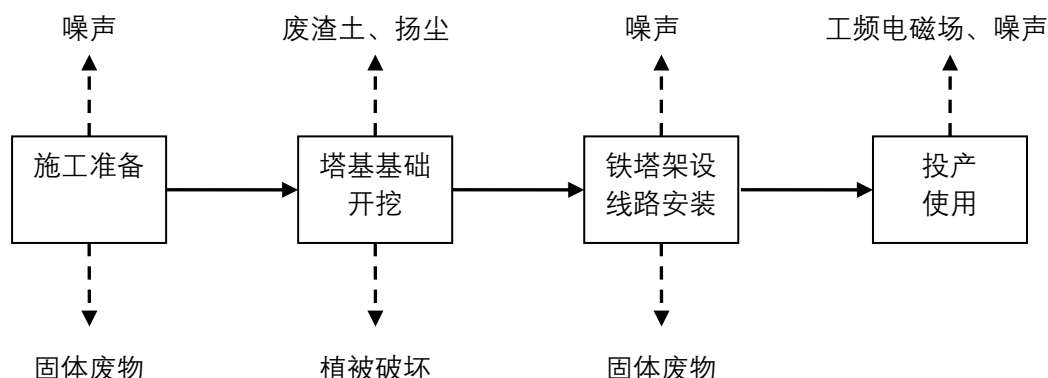 噪声
废渣土、扬尘
噪声
工频电磁场、噪声
施工准备
塔基基础
开挖
铁塔架设
线路安装
投产
使用
固体废物
植被破坏
固体废物